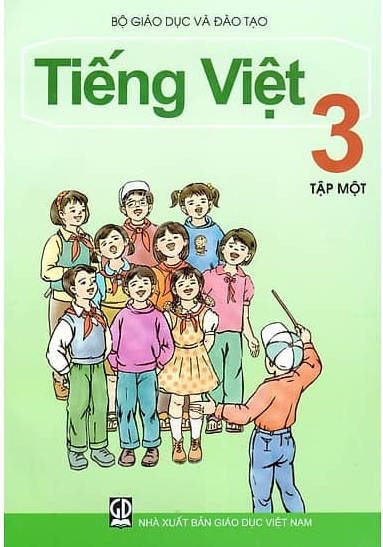 BỘ GIÁO DỤC VÀ ĐÀO TẠO
Tiếng Việt 3
TẬP MỘT
GD
NHÀ XUẤT BẢN GIÁO DỤC VIỆT NAM